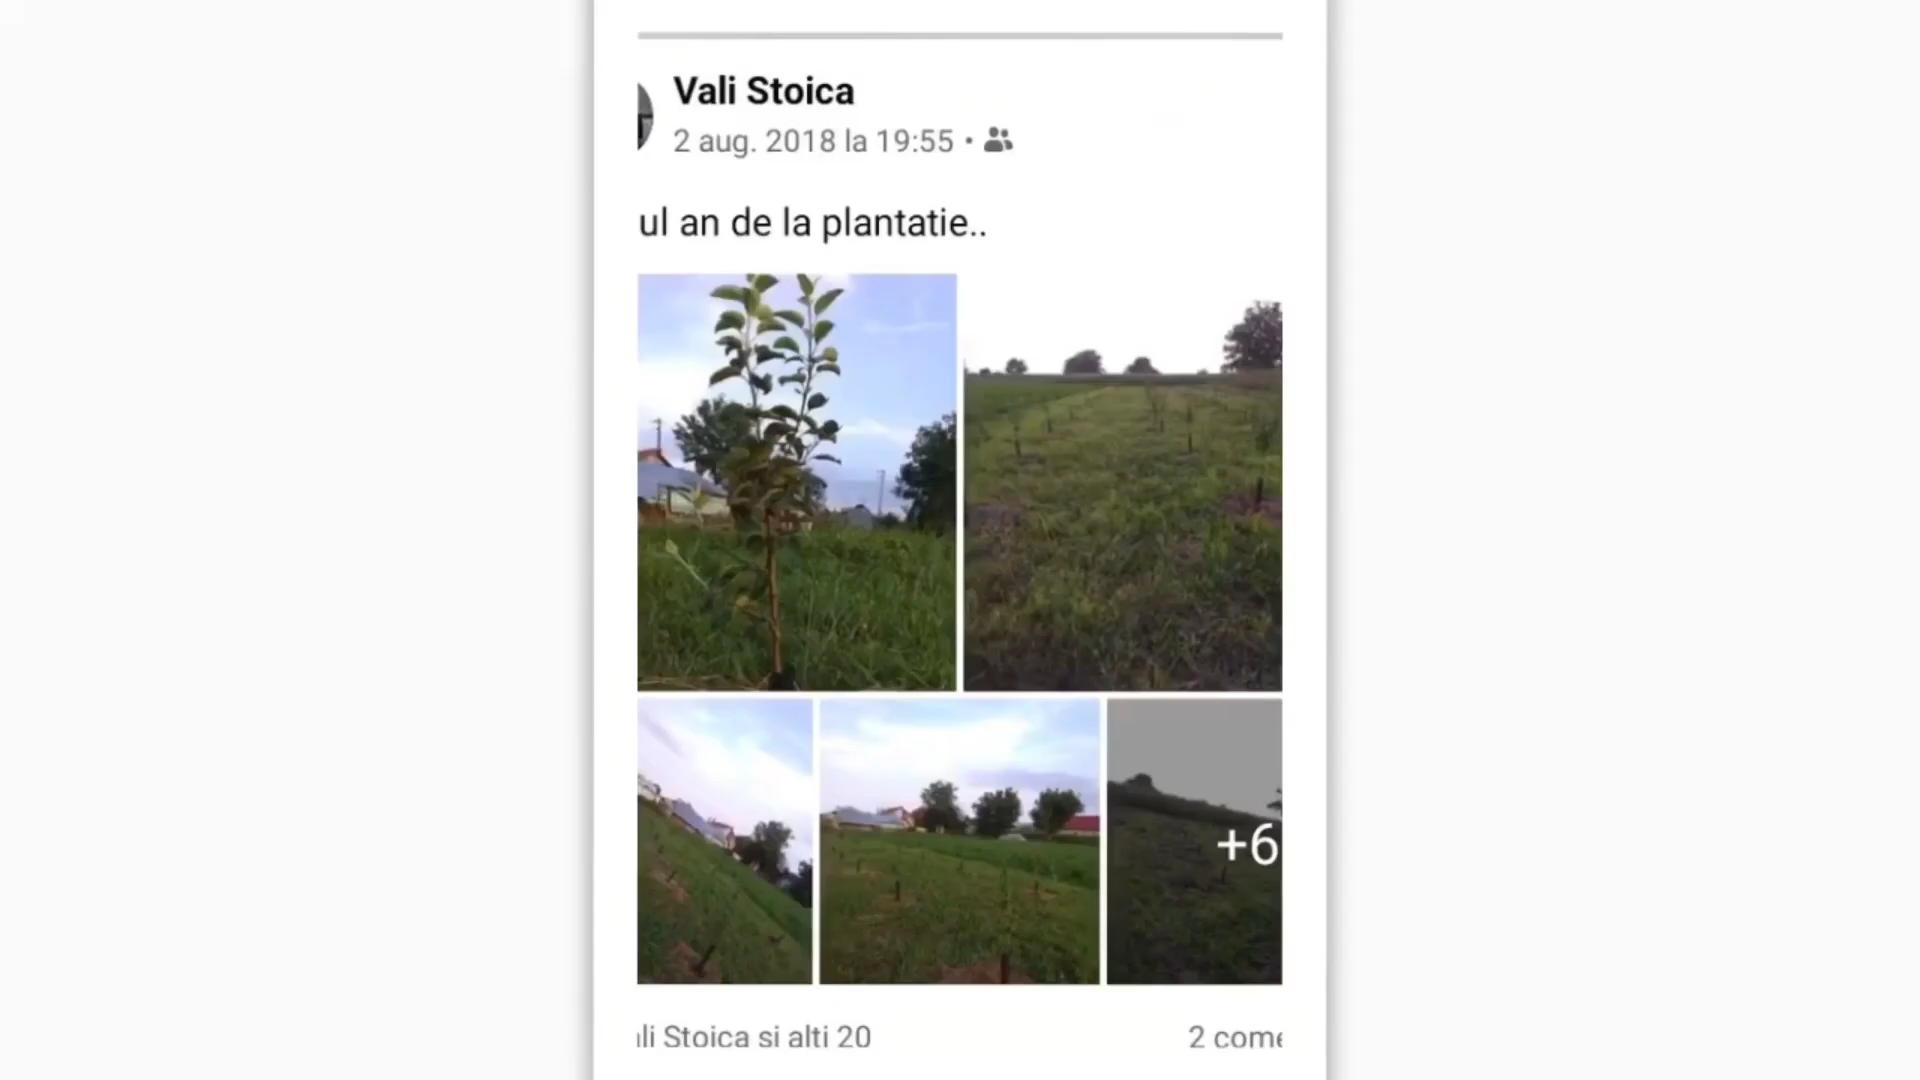 Vali Stoica
2 aug. 2018 la 19:55 •
ul an de la plantatie..
+6
li Stoica si alti 20
2 come